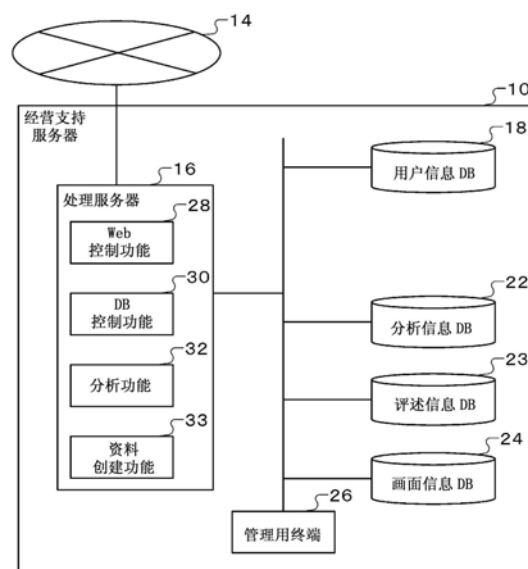 14
10
经营支持
服务器
16
处理服务器
28
Web
控制功能
30
DB
控制功能
32
分析功能
33
资料
创建功能
18
用户信息 DB
22
分析信息 DB
23
评述信息 DB
24
画面信息 DB
26
管理用终端